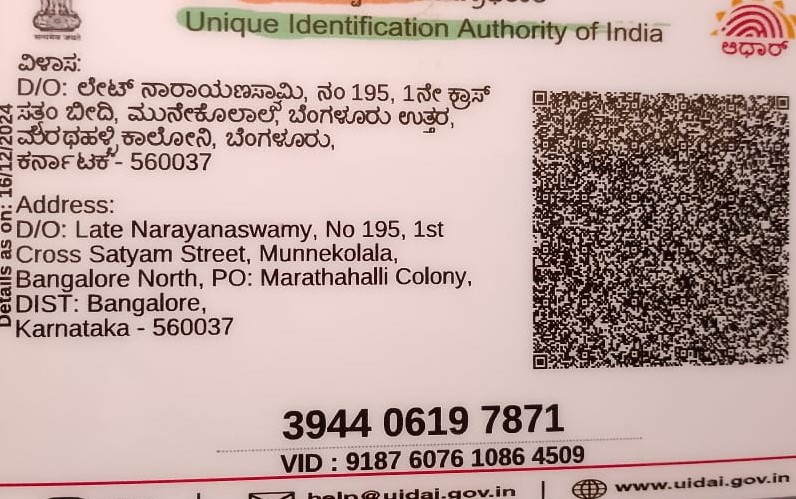 Unique Identification Authority of India
ಆಧಾರ್
ವಿಳಾಸ:
D/O: ಲೇಟ್ ನಾರಾಯಣಸ್ವಾಮಿ, ನಂ 195, 1ನೇ ಕ್ರಾಸ್
ಸತ್ಯಂ ಬೀದಿ, ಮುನೇಕೊಲಾಲ, ಬೆಂಗಳೂರು ಉತ್ತರ,
ಮರಥಹಳ್ಳಿ ಕಾಲೋನಿ, ಬೆಂಗಳೂರು,
ಕರ್ನಾಟಕ - 560037
Address:
D/O: Late Narayanaswamy, No 195, 1st
Cross Satyam Street, Munnekolala,
Bangalore North, PO: Marathahalli Colony,
DIST: Bangalore,
Karnataka - 560037
Details as on: 16/12/2024
3944 0619 7871
VID : 9187 6076 1086 4509
help@uidai.gov.in
www.uidai.gov.in